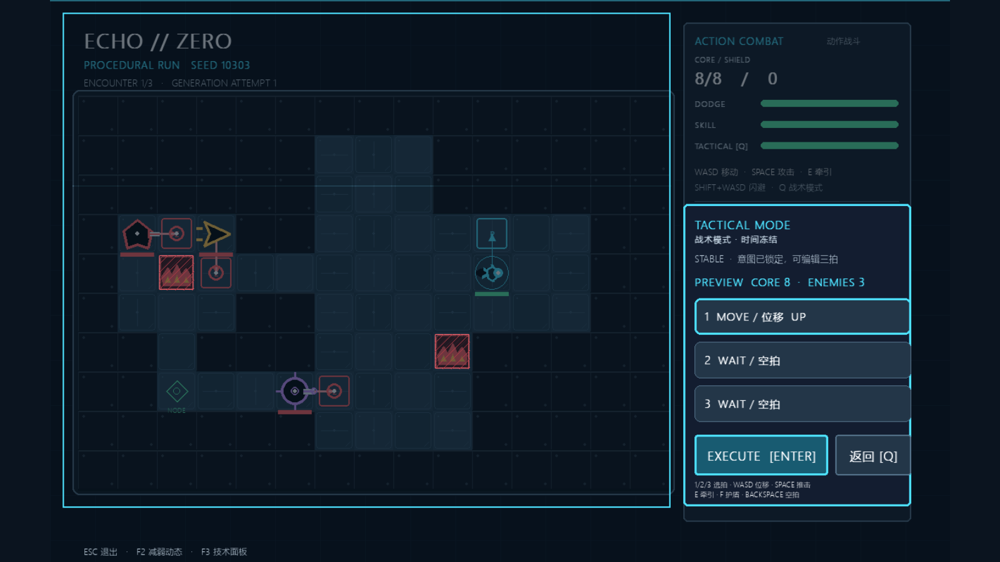 ECHO // ZERO
PROCEDURAL RUN SEED 10303
ENCOUNTER 1/3 · GENERATION ATTEMPT 1
NODE
ACTION COMBAT 动作战斗
CORE / SHIELD
8/8 / 0
DODGE
SKILL
TACTICAL [Q]
WASD 移动 · SPACE 攻击 · E 牵引
SHIFT+WASD 闪避 · Q 战术模式
TACTICAL MODE
战术模式 · 时间冻结
STABLE · 意图已锁定，可编辑三拍
PREVIEW CORE 8 · ENEMIES 3
1 MOVE / 位移 UP
2 WAIT / 空拍
3 WAIT / 空拍
EXECUTE [ENTER]
返回 [Q]
1/2/3 选拍 · WASD 位移 · SPACE 推击
E 牵引 · F 护盾 · BACKSPACE 空拍
ESC 退出 · F2 减弱动态 · F3 技术面板